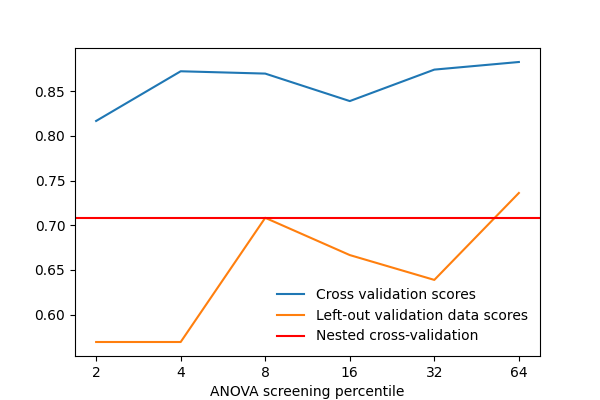 0.85
0.80
0.75
0.70
0.65
0.60
Cross validation scores
Left-out validation data scores
Nested cross-validation
2 4 8 16 32 64
ANOVA screening percentile